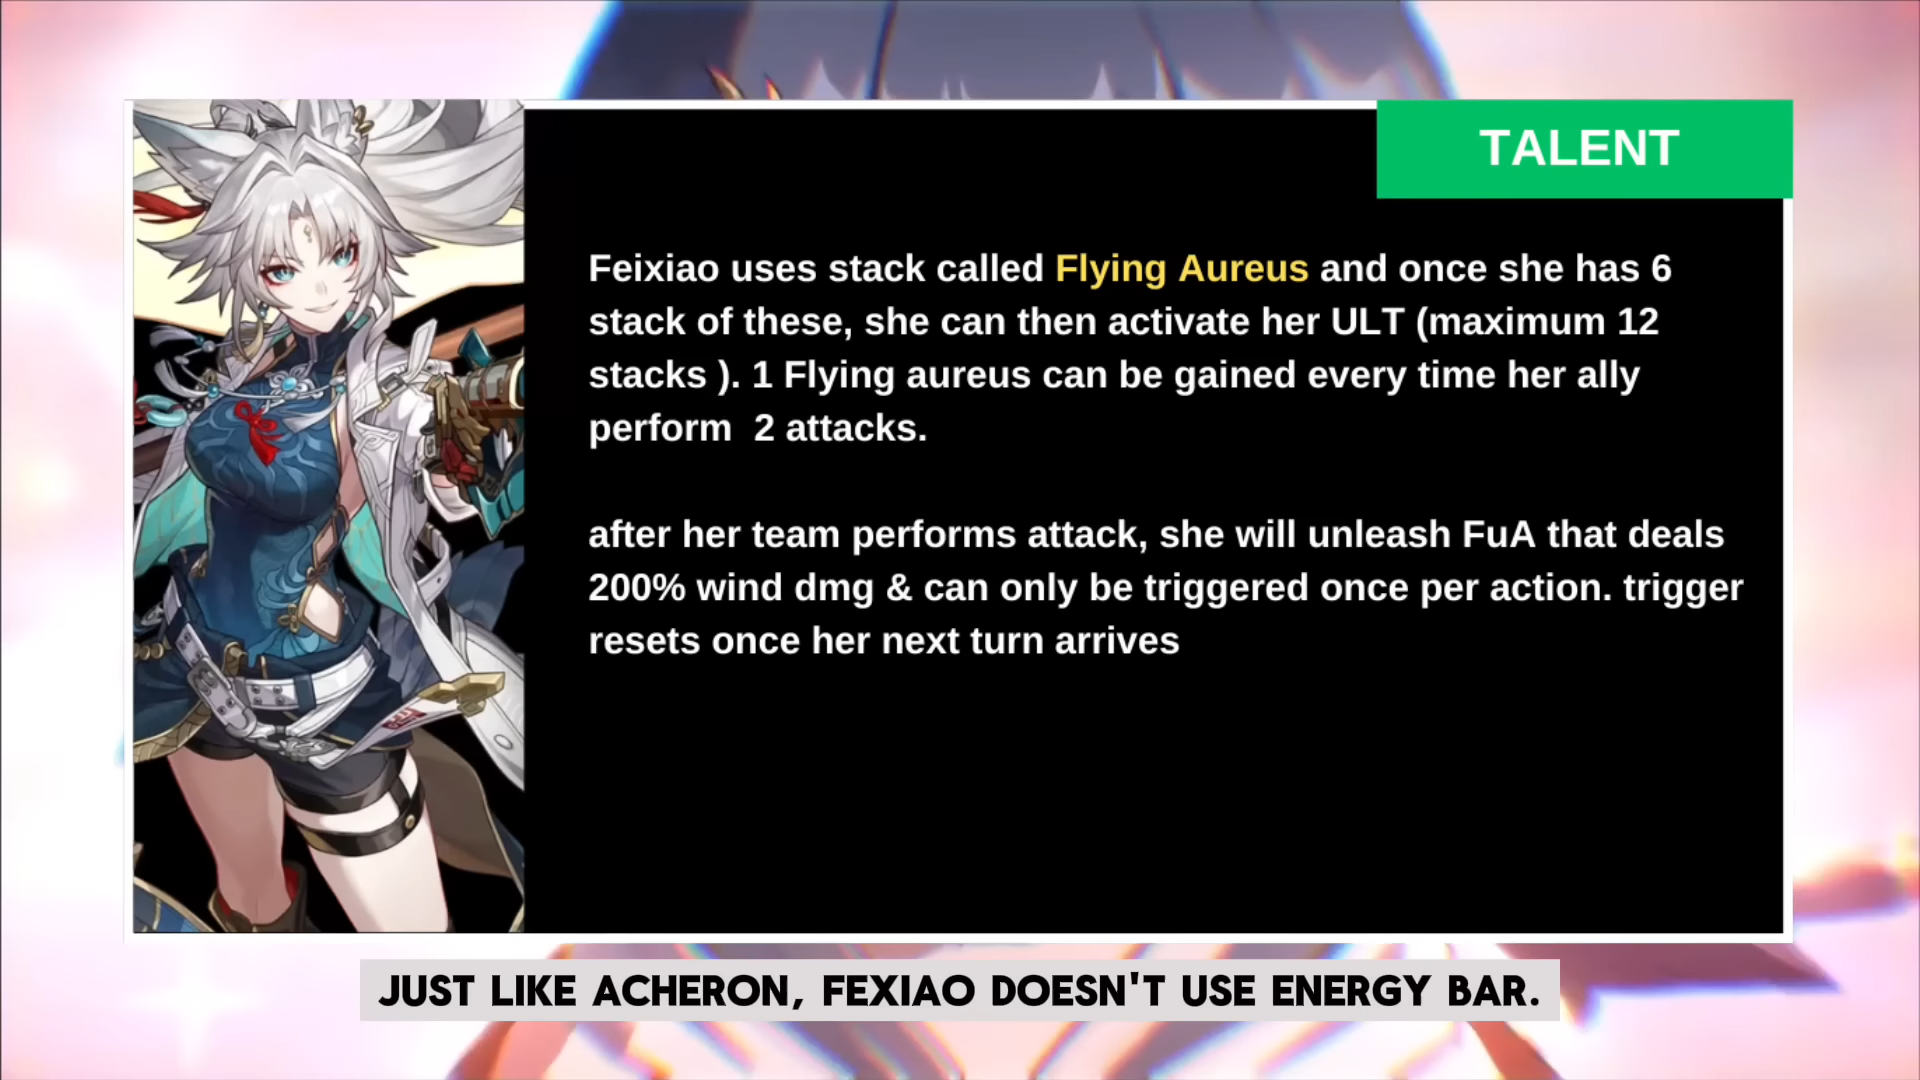 TALENT
Feixiao uses stack called Flying Aureus and once she has 6
stack of these, she can then activate her ULT (maximum 12
stacks ). 1 Flying aureus can be gained every time her ally
perform  2 attacks.
after her team performs attack, she will unleash FuA that deals
200% wind dmg & can only be triggered once per action. trigger
resets once her next turn arrives
JUST LIKE ACHERON, FEXIAO DOESN'T USE ENERGY BAR.